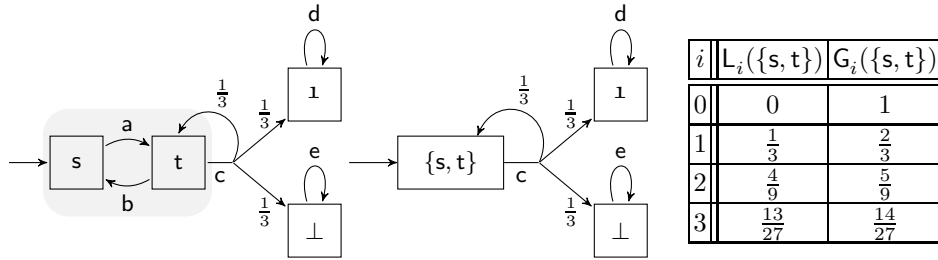 d
1
e
⊥
1/3
1/3
1/3
s
a
t
b
c
d
1
e
⊥
1/3
1/3
1/3
{s, t}
c
i L_i({s, t}) G_i({s, t})
0 0 1
1 1/3 2/3
2 4/9 5/9
3 13/27 14/27